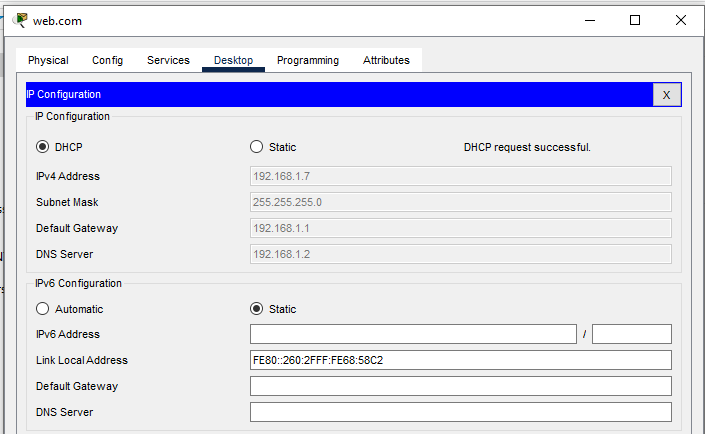 web.com
Physical Config Services Desktop Programming Attributes
IP Configuration X
IP Configuration
DHCP Static DHCP request successful.
IPv4 Address 192.168.1.7
Subnet Mask 255.255.255.0
Default Gateway 192.168.1.1
DNS Server 192.168.1.2
IPv6 Configuration
Automatic Static
IPv6 Address /
Link Local Address FE80::260:2FFF:FE68:58C2
Default Gateway
DNS Server